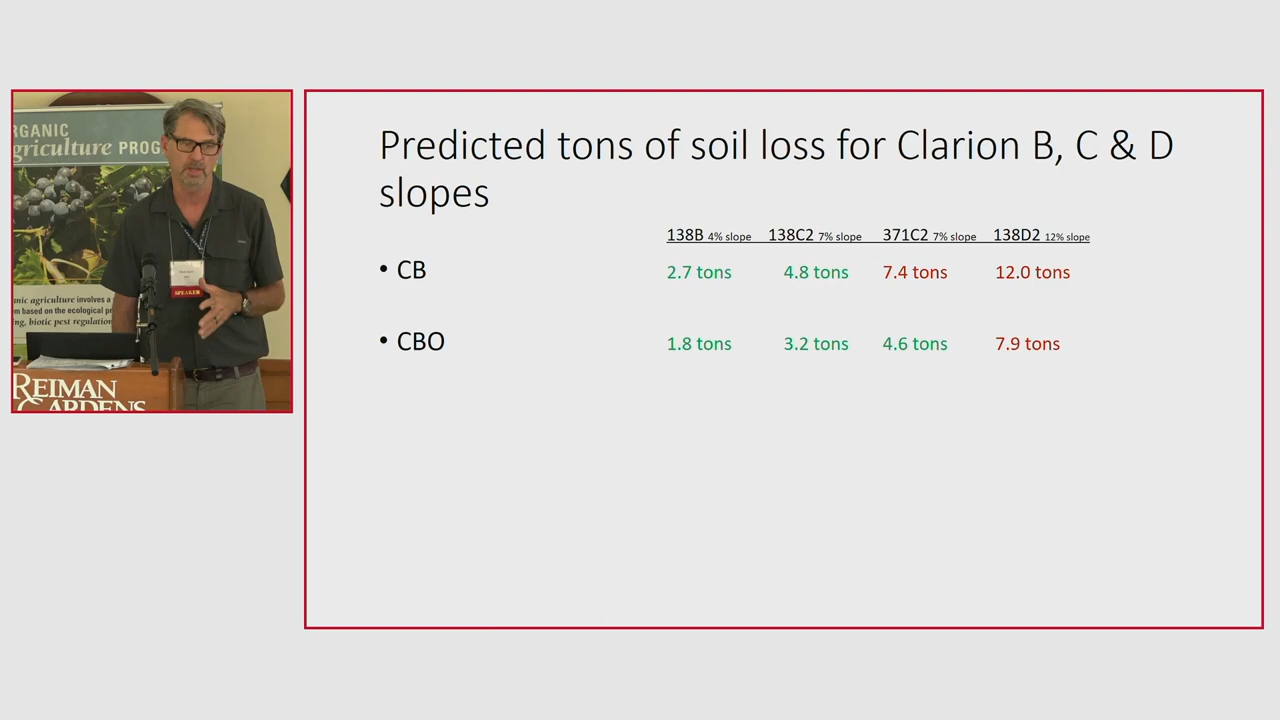 RGANIC
griculture PROG
SPEAKER
nic agriculture involves a
m based on the ecological pr
ng, biotic pest regulation
REIMAN
GARDENS
Predicted tons of soil loss for Clarion B, C & D
slopes
138B 4% slope 138C2 7% slope 371C2 7% slope 138D2 12% slope
• CB 2.7 tons 4.8 tons 7.4 tons 12.0 tons
• CBO 1.8 tons 3.2 tons 4.6 tons 7.9 tons